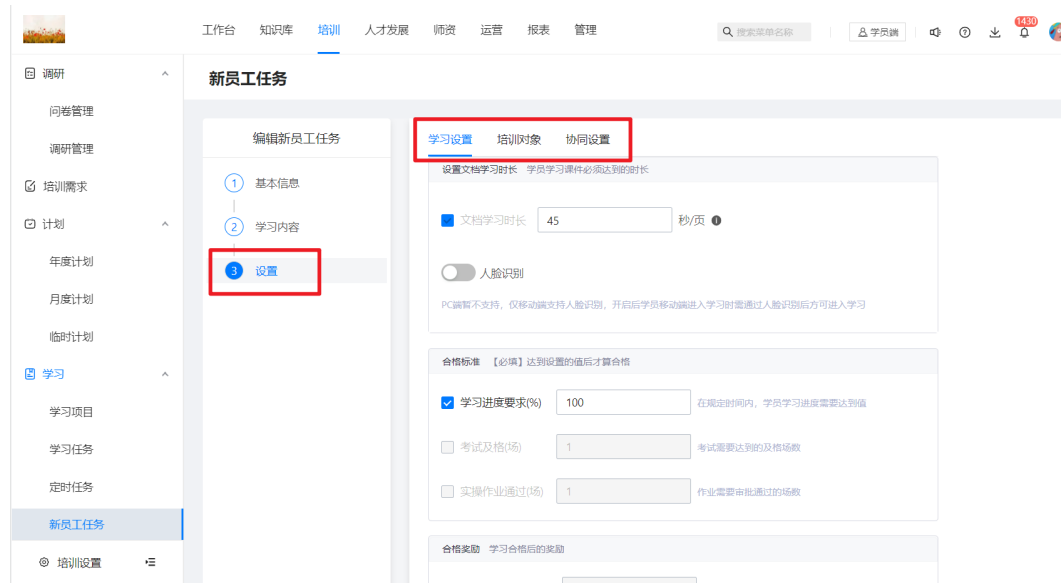 工作台 知识库 培训 人才发展 师资 运营 报表 管理 搜索菜单名称 学员端 1430
调研
新员工任务
问卷管理
调研管理
培训需求
计划
年度计划
月度计划
临时计划
学习
学习项目
学习任务
定时任务
新员工任务
培训设置
编辑新员工任务
1 基本信息
2 学习内容
3 设置
学习设置 培训对象 协同设置
设置文档学习时长 学员学习课件必须达到的时长
文档学习时长 45 秒/页
人脸识别
PC端暂不支持，仅移动端支持人脸识别，开启后学员移动端进入学习时需通过人脸识别后方可进入学习
合格标准 【必填】达到设置的值后才算合格
学习进度要求(%) 100 在规定时间内，学员学习进度需要达到值
考试及格(场) 1 考试需要达到的及格场数
实操作业通过(场) 1 作业需要审批通过的场数
合格奖励 学习合格后的奖励